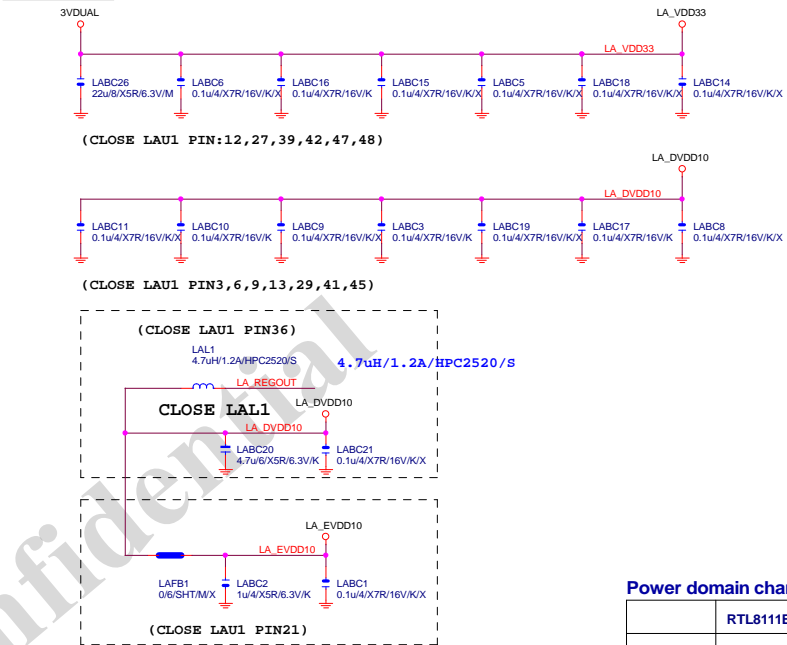 3VDUAL
LA_VDD33
LA_VDD33
LABC26
22u/8/X5R/6.3V/M
LABC6
0.1u/4/X7R/16V/K/X
LABC16
0.1u/4/X7R/16V/K
LABC15
0.1u/4/X7R/16V/K/X
LABC5
0.1u/4/X7R/16V/K/X
LABC18
0.1u/4/X7R/16V/K/X
LABC14
0.1u/4/X7R/16V/K/X
(CLOSE LAU1 PIN:12,27,39,42,47,48)
LA_DVDD10
LA_DVDD10
LABC11
0.1u/4/X7R/16V/K/X
LABC10
0.1u/4/X7R/16V/K
LABC9
0.1u/4/X7R/16V/K/X
LABC3
0.1u/4/X7R/16V/K
LABC19
0.1u/4/X7R/16V/K/X
LABC17
0.1u/4/X7R/16V/K
LABC8
0.1u/4/X7R/16V/K/X
(CLOSE LAU1 PIN3,6,9,13,29,41,45)
(CLOSE LAU1 PIN36)
LAL1
4.7uH/1.2A/HPC2520/S
4.7uH/1.2A/HPC2520/S
LA_REGOUT
CLOSE LAL1
LA_DVDD10
LA_DVDD10
LABC20
4.7u/6/X5R/6.3V/K
LABC21
0.1u/4/X7R/16V/K/X
LA_EVDD10
LA_EVDD10
LAFB1
0/6/SHT/M/X
LABC2
1u/4/X5R/6.3V/K
LABC1
0.1u/4/X7R/16V/K/X
(CLOSE LAU1 PIN21)
nfidential
Power domain char
RTL8111E